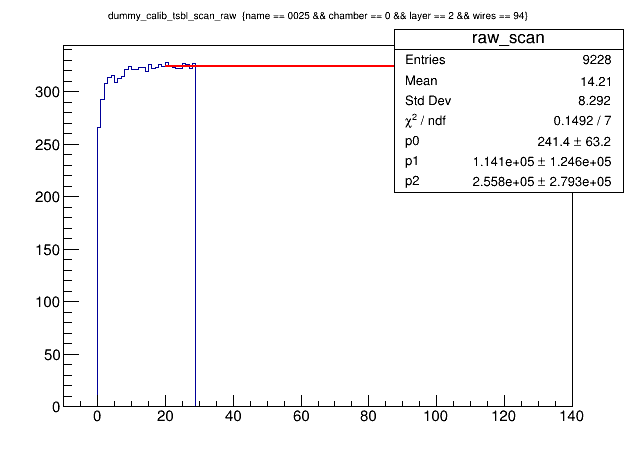 dummy_calib_tsbl_scan_raw {name == 0025 && chamber == 0 && layer == 2 && wires == 94}
raw_scan
Entries 9228
Mean 14.21
Std Dev 8.292
χ² / ndf 0.1492 / 7
p0 241.4 ± 63.2
p1 1.141e+05 ± 1.246e+05
p2 2.558e+05 ± 2.793e+05
300
250
200
150
100
50
0
0 20 40 60 80 100 120 140